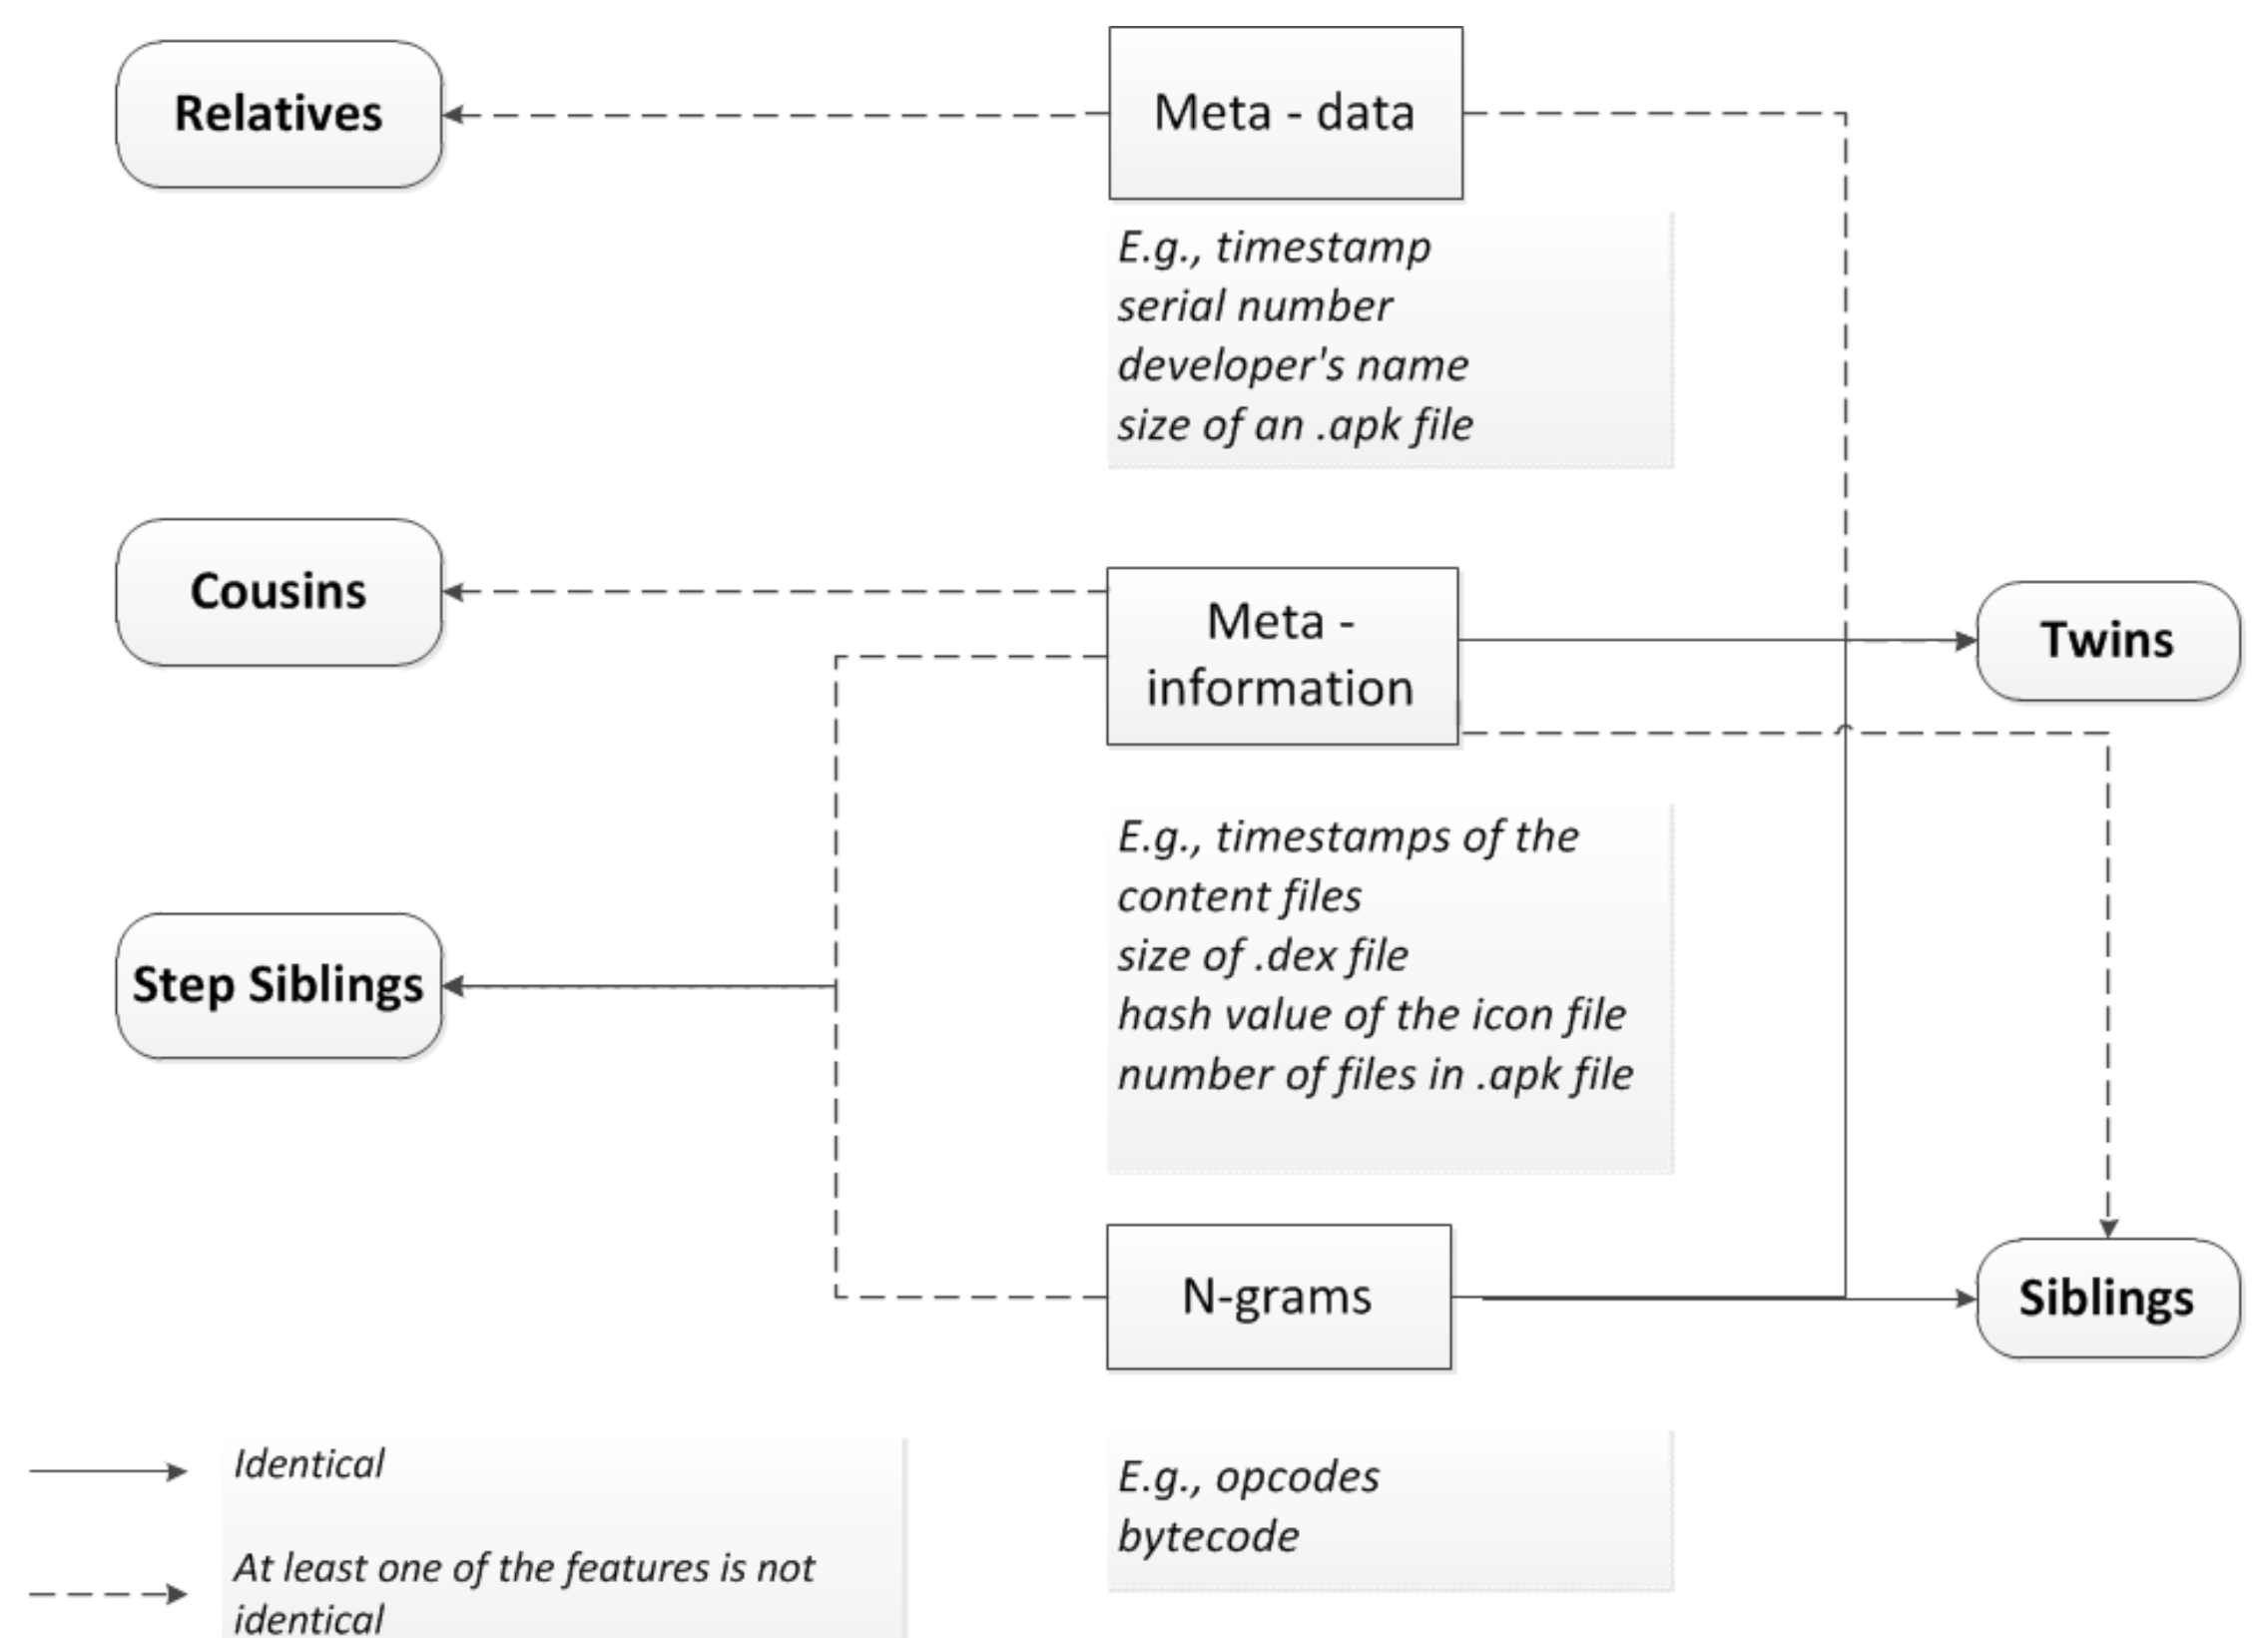 Relatives
Meta - data
E.g., timestamp
serial number
developer's name
size of an .apk file
Cousins
Meta -
information
Twins
E.g., timestamps of the
content files
size of .dex file
hash value of the icon file
number of files in .apk file
Step Siblings
N-grams
Siblings
E.g., opcodes
bytecode
Identical
At least one of the features is not
identical